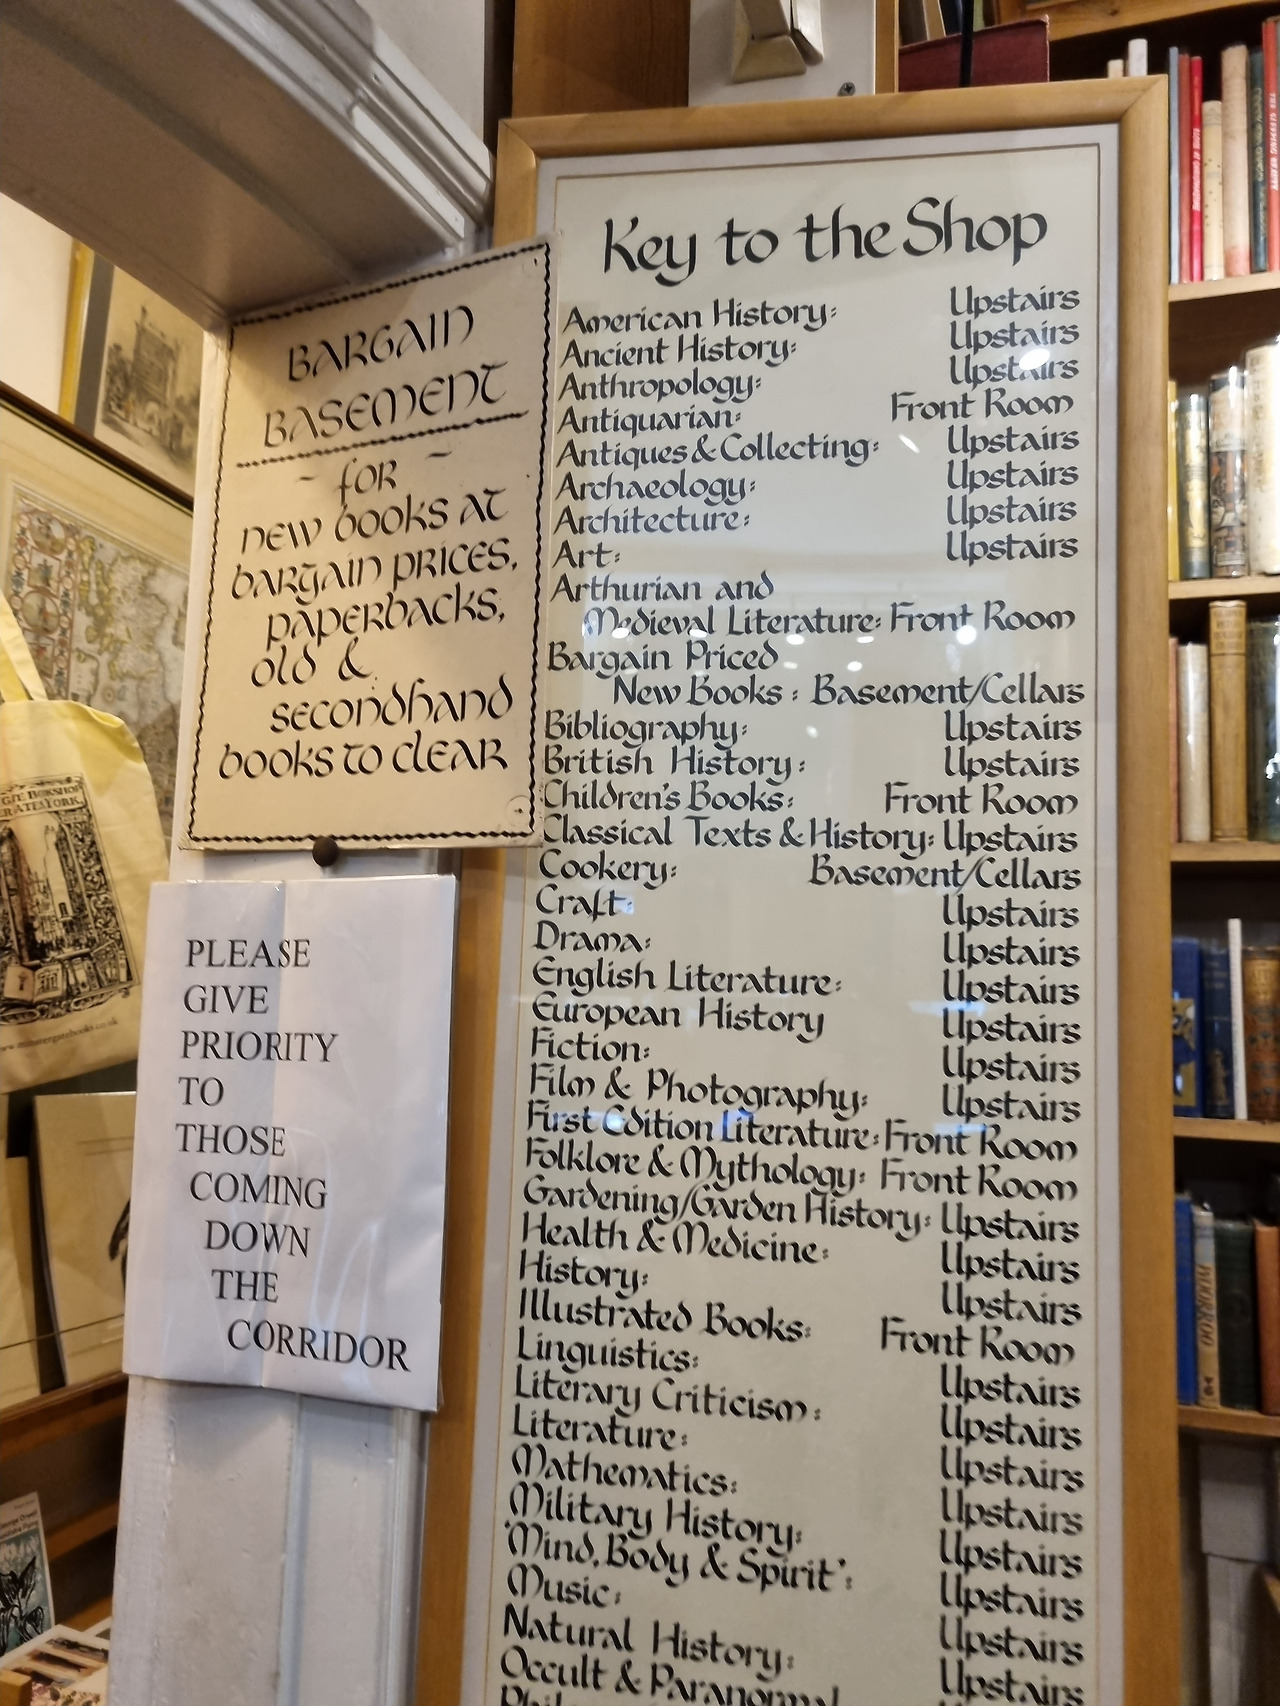 Key to the Shop
American History: Upstairs
Ancient History: Upstairs
Anthropology: Upstairs
Antiquarian: Front Room
Antiques & Collecting: Upstairs
Archaeology: Upstairs
Architecture: Upstairs
Art: Upstairs
Arthurian and
Medieval Literature: Front Room
Bargain Priced
New Books: Basement/Cellars
Bibliography: Upstairs
British History: Upstairs
Children's Books: Front Room
Classical Texts & History: Upstairs
Cookery: Basement/Cellars
Craft: Upstairs
Drama: Upstairs
English Literature: Upstairs
European History Upstairs
Fiction: Upstairs
Film & Photography: Upstairs
First Edition Literature: Front Room
Folklore & Mythology: Front Room
Gardening/Garden History: Upstairs
Health & Medicine: Upstairs
History: Upstairs
Illustrated Books: Front Room
Linguistics: Upstairs
Literary Criticism: Upstairs
Literature: Upstairs
Mathematics: Upstairs
Military History: Upstairs
'Mind, Body & Spirit': Upstairs
Music: Upstairs
Natural History: Upstairs
Occult & Paranormal
BARGAIN
BASEMENT
~ for ~
new books at
bargain prices,
paperbacks,
old &
secondhand
books to clear
PLEASE
GIVE
PRIORITY
TO
THOSE
COMING
DOWN
THE
CORRIDOR
www.minstergatebooks.co.uk
George Orwell